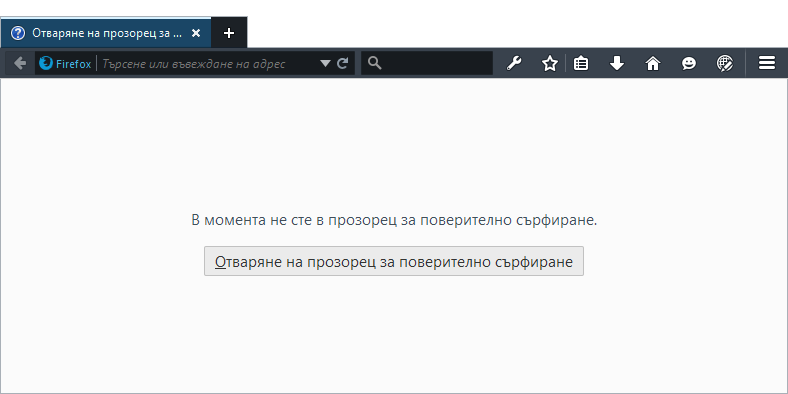 Отваряне на прозорец за ...
Firefox
Търсене или въвеждане на адрес
В момента не сте в прозорец за поверително сърфиране.
Отваряне на прозорец за поверително сърфиране